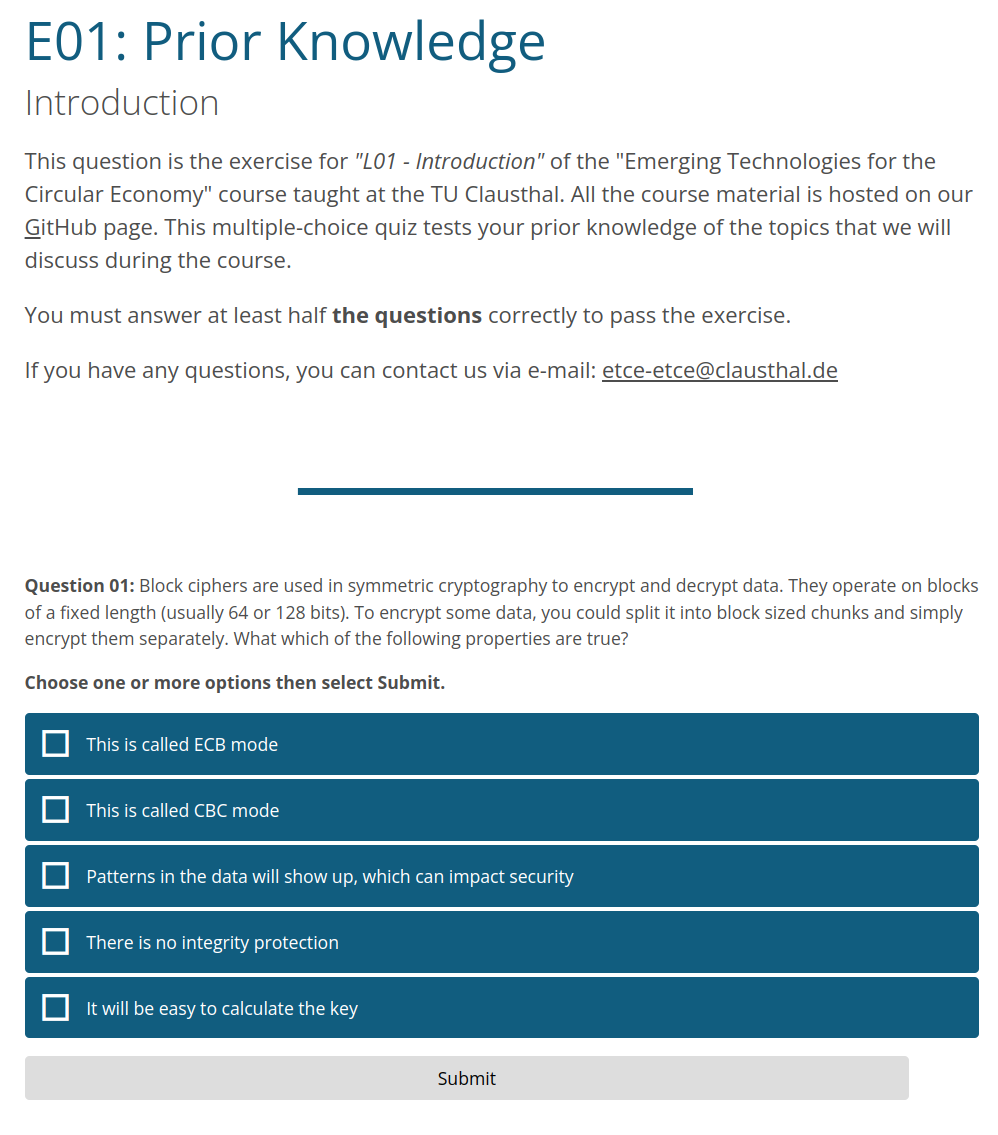 E01: Prior Knowledge
Introduction
This question is the exercise for "L01 - Introduction" of the "Emerging Technologies for the
Circular Economy" course taught at the TU Clausthal. All the course material is hosted on our
GitHub page. This multiple-choice quiz tests your prior knowledge of the topics that we will
discuss during the course.
You must answer at least half the questions correctly to pass the exercise.
If you have any questions, you can contact us via e-mail: etce-etce@clausthal.de
Question 01: Block ciphers are used in symmetric cryptography to encrypt and decrypt data. They operate on blocks
of a fixed length (usually 64 or 128 bits). To encrypt some data, you could split it into block sized chunks and simply
encrypt them separately. What which of the following properties are true?
Choose one or more options then select Submit.
This is called ECB mode
This is called CBC mode
Patterns in the data will show up, which can impact security
There is no integrity protection
It will be easy to calculate the key
Submit